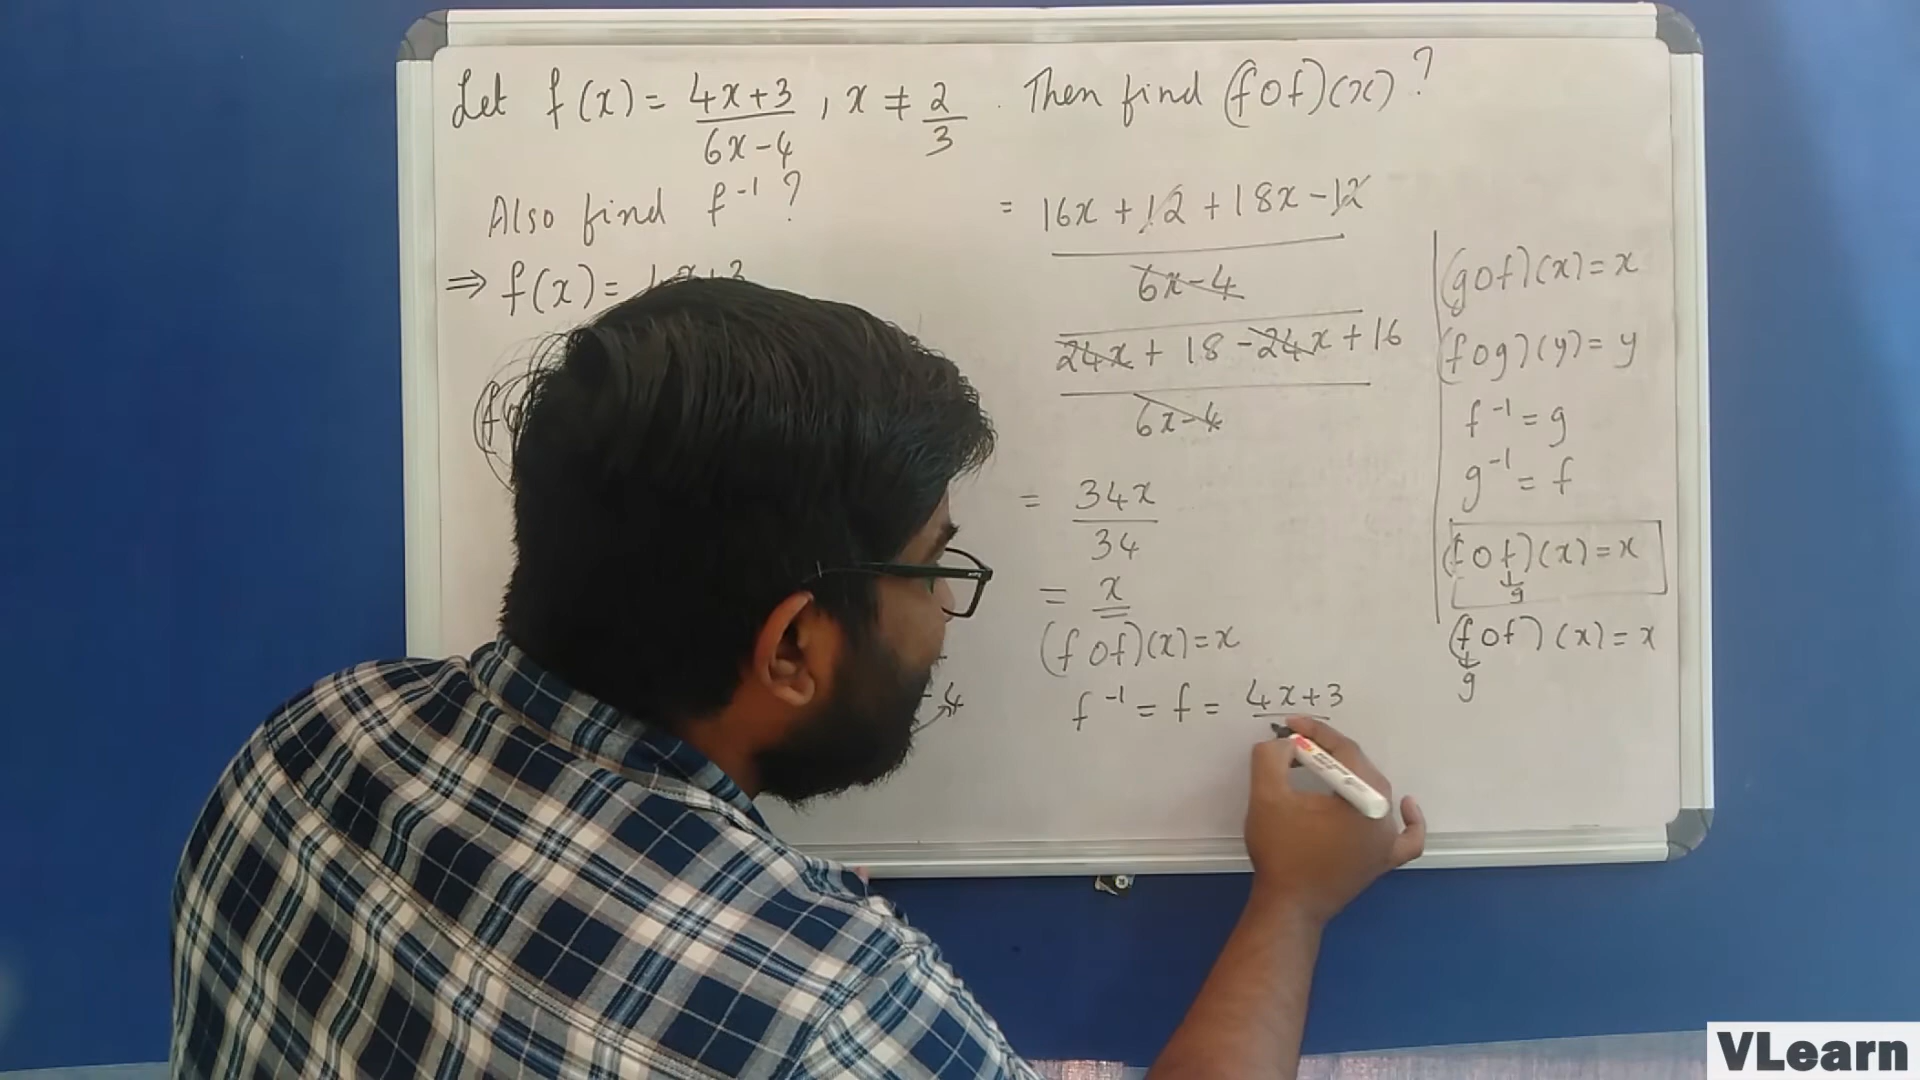 Let f(x) = 4x+3 / 6x-4 , x ≠ 2/3 . Then find (fof)(x) ?
Also find f⁻¹ ?
⇒ f(x) = 4x+3
= 16x + 12 + 18x - 12
6x-4
24x + 18 - 24x + 16
6x-4
= 34x
34
= x
(fof)(x) = x
f⁻¹ = f = 4x+3
(gof)(x) = x
(fog)(y) = y
f⁻¹ = g
g⁻¹ = f
(fof)(x) = x
g
(fof)(x) = x
g
VLearn